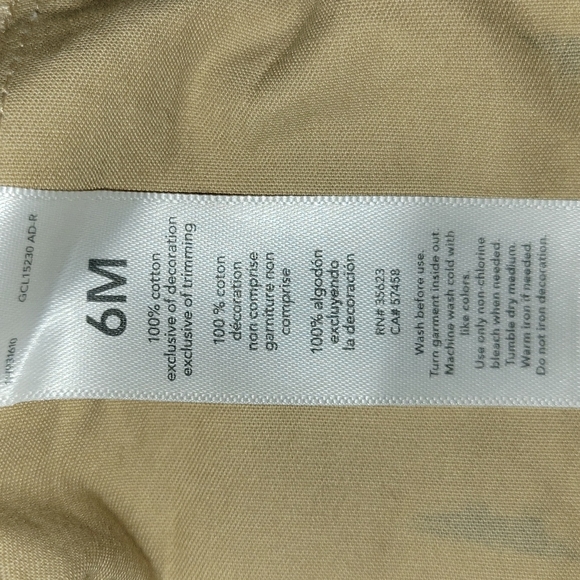 GCL15230 AD-R
6M
100% cotton
exclusive of decoration
exclusive of trimming
100 % coton
décoration
non comprise
garniture non
comprise
100% algodón
excluyendo
la decoración
RN# 35623
CA# 57458
Wash before use.
Turn garment inside out
Machine wash cold with
like colors.
Use only non-chlorine
bleach when needed.
Tumble dry medium.
Warm iron if needed.
Do not iron decoration.